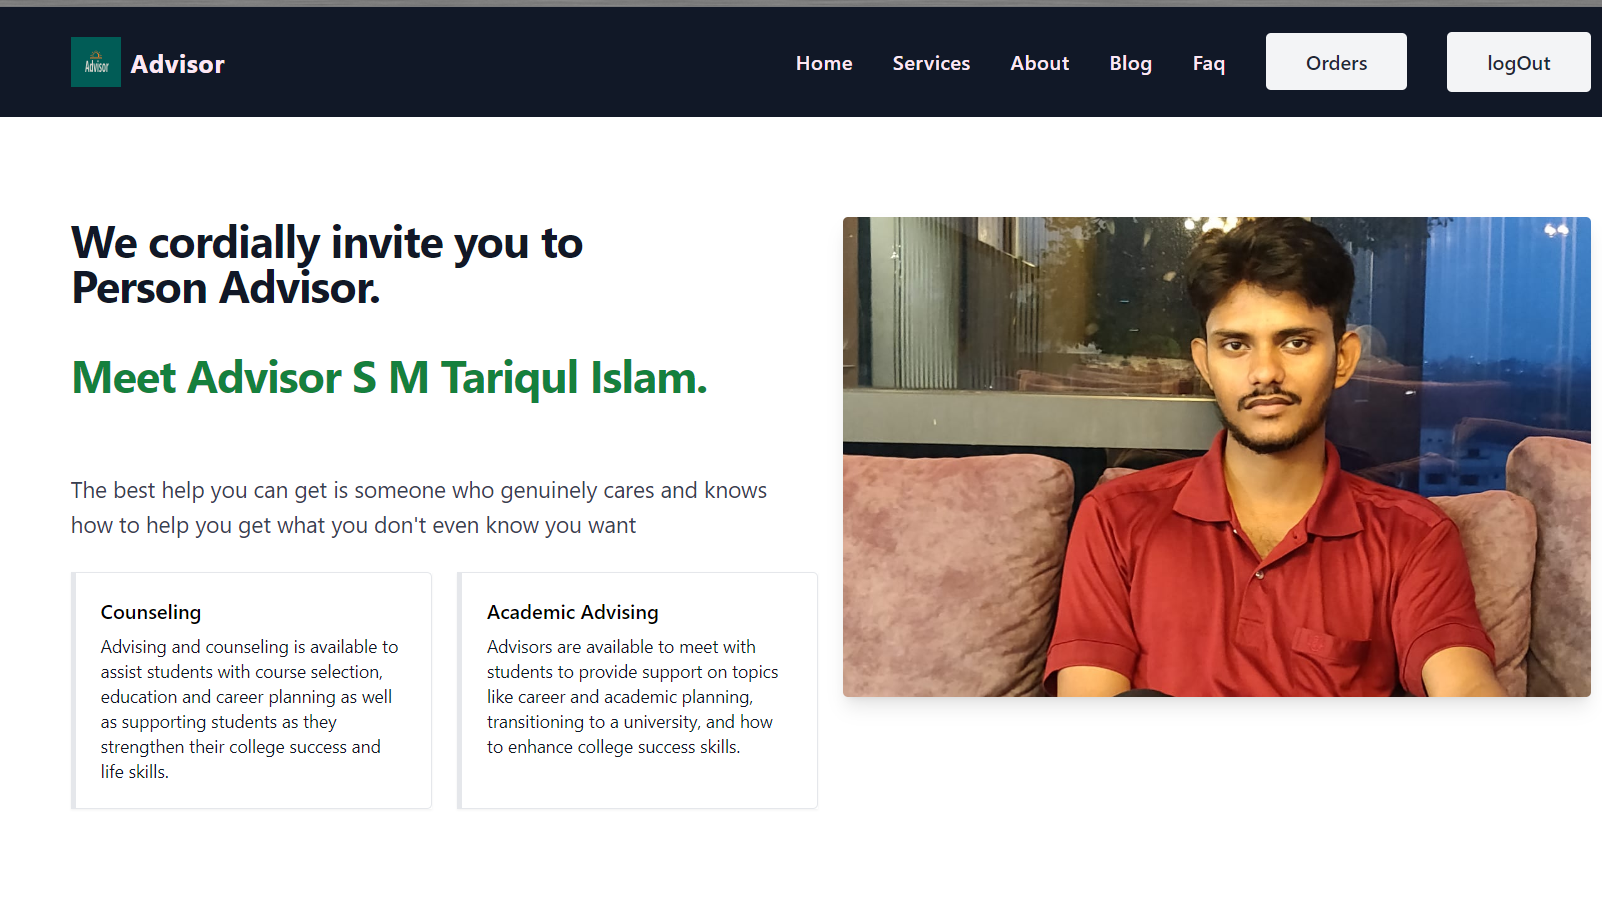 Advisor
Advisor
Home
Services
About
Blog
Faq
Orders
logOut
We cordially invite you to
Person Advisor.
Meet Advisor S M Tariqul Islam.
The best help you can get is someone who genuinely cares and knows
how to help you get what you don't even know you want
Counseling
Advising and counseling is available to
assist students with course selection,
education and career planning as well
as supporting students as they
strengthen their college success and
life skills.
Academic Advising
Advisors are available to meet with
students to provide support on topics
like career and academic planning,
transitioning to a university, and how
to enhance college success skills.